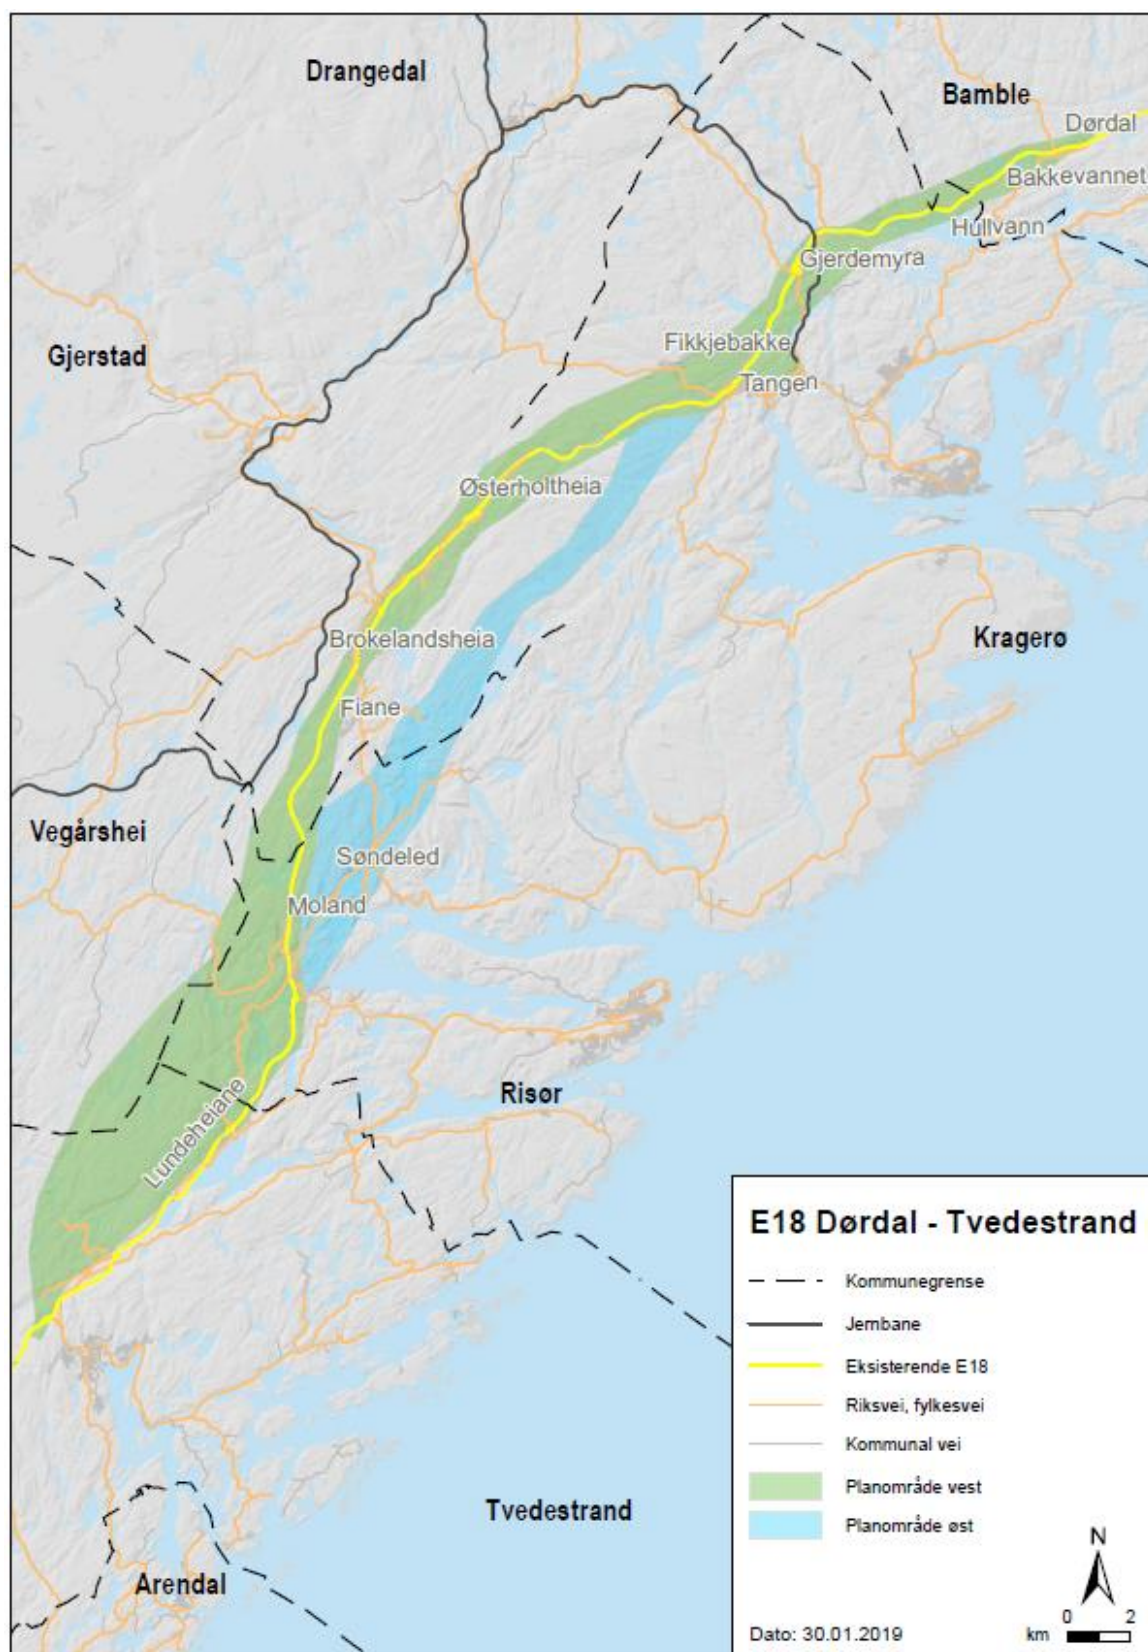 Drangedal
Bamble
Dørdal
Bakkevannet
Hullvann
Gjerdemyra
Fikkjebakke
Gjerstad
Tangen
Østerholtheia
Brokelandsheia
Kragerø
Fiane
Vegårshei
Søndeled
Moland
Risør
Lundeheiane
E18 Dørdal - Tvedestrand
Kommunegrense
Jernbane
Eksisterende E18
Riksvei, fylkesvei
Kommunal vei
Planområde vest
Tvedestrand
Planområde øst
N
Arendal
0 2
Dato: 30.01.2019
km